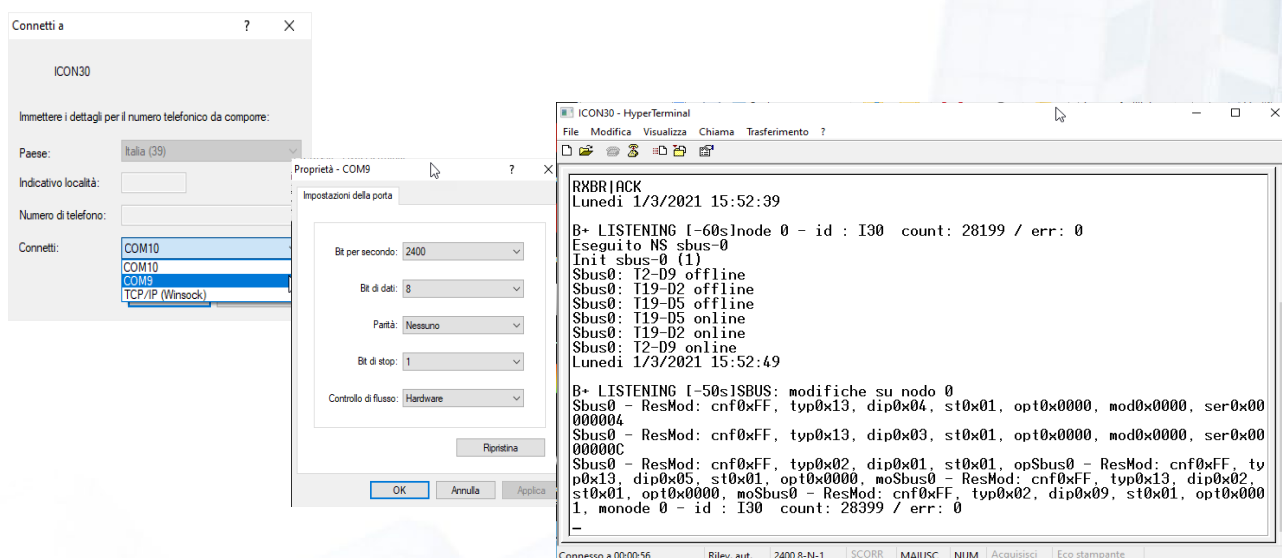 Connetti a ? X
ICON30
Immettere i dettagli per il numero telefonico da comporre:
Paese: Italia (39)
Indicativo località:
Numero di telefono:
Connetti: COM10
COM10
COM9
TCP/IP (Winsock)
Proprietà - COM9 ? X
Impostazioni della porta
Bit per secondo: 2400
Bit di dati: 8
Parità: Nessuno
Bit di stop: 1
Controllo di flusso: Hardware
Ripristina
OK Annulla Applica
ICON30 - HyperTerminal
File Modifica Visualizza Chiama Trasferimento ?
RXBR|ACK
Lunedi 1/3/2021 15:52:39
B+ LISTENING [-60s]node 0 - id : I30 count: 28199 / err: 0
Eseguito NS sbus-0
Init sbus-0 (1)
Sbus0: T2-D9 offline
Sbus0: T19-D2 offline
Sbus0: T19-D5 offline
Sbus0: T19-D5 online
Sbus0: T19-D2 online
Sbus0: T2-D9 online
Lunedi 1/3/2021 15:52:49
B+ LISTENING [-50s]SBUS: modifiche su nodo 0
Sbus0 - ResMod: cnf0xFF, typ0x13, dip0x04, st0x01, opt0x0000, mod0x0000, ser0x00
000004
Sbus0 - ResMod: cnf0xFF, typ0x13, dip0x03, st0x01, opt0x0000, mod0x0000, ser0x00
00000C
Sbus0 - ResMod: cnf0xFF, typ0x02, dip0x01, st0x01, opSbus0 - ResMod: cnf0xFF, ty
p0x13, dip0x05, st0x01, opt0x0000, moSbus0 - ResMod: cnf0xFF, typ0x13, dip0x02,
st0x01, opt0x0000, moSbus0 - ResMod: cnf0xFF, typ0x02, dip0x09, st0x01, opt0x000
1, monode 0 - id : I30 count: 28399 / err: 0
Connesso a 00:00:56 Rilev. aut. 2400 8-N-1 SCORR MAIUSC NUM Acquisisci Eco stampante